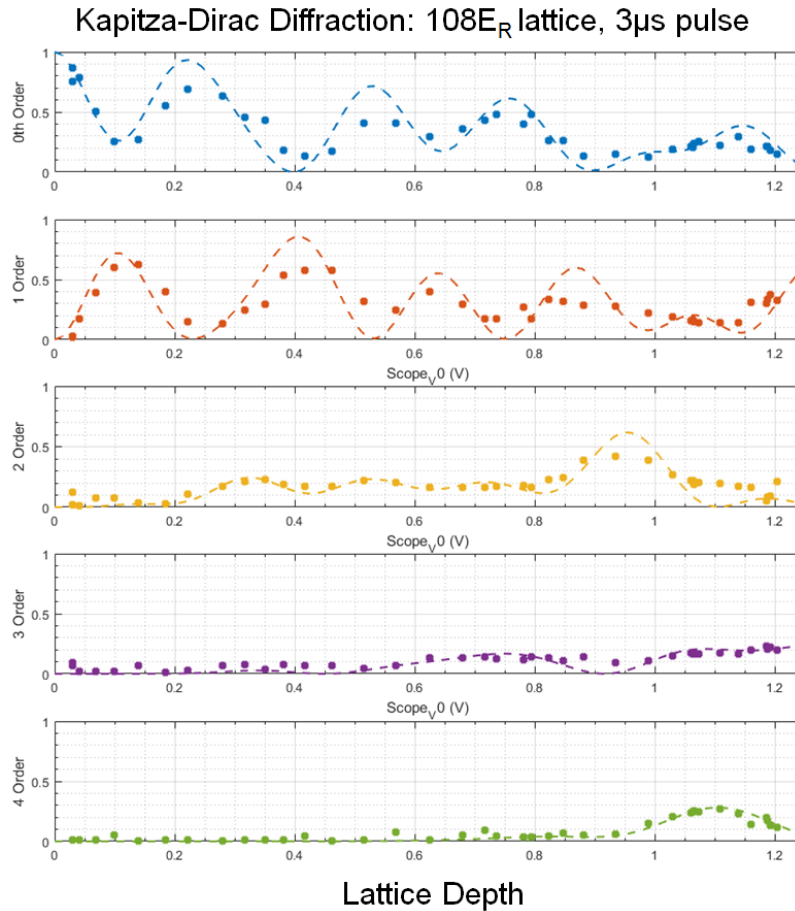 Kapitza-Dirac Diffraction: 108E_R lattice, 3µs pulse
1
0.5
0
0th Order
0 0.2 0.4 0.6 0.8 1 1.2
1
0.5
0
1 Order
0 0.2 0.4 0.6 0.8 1 1.2
Scope_V0 (V)
1
0.5
0
2 Order
0 0.2 0.4 0.6 0.8 1 1.2
Scope_V0 (V)
1
0.5
0
3 Order
0 0.2 0.4 0.6 0.8 1 1.2
Scope_V0 (V)
1
0.5
0
4 Order
0 0.2 0.4 0.6 0.8 1 1.2
Lattice Depth